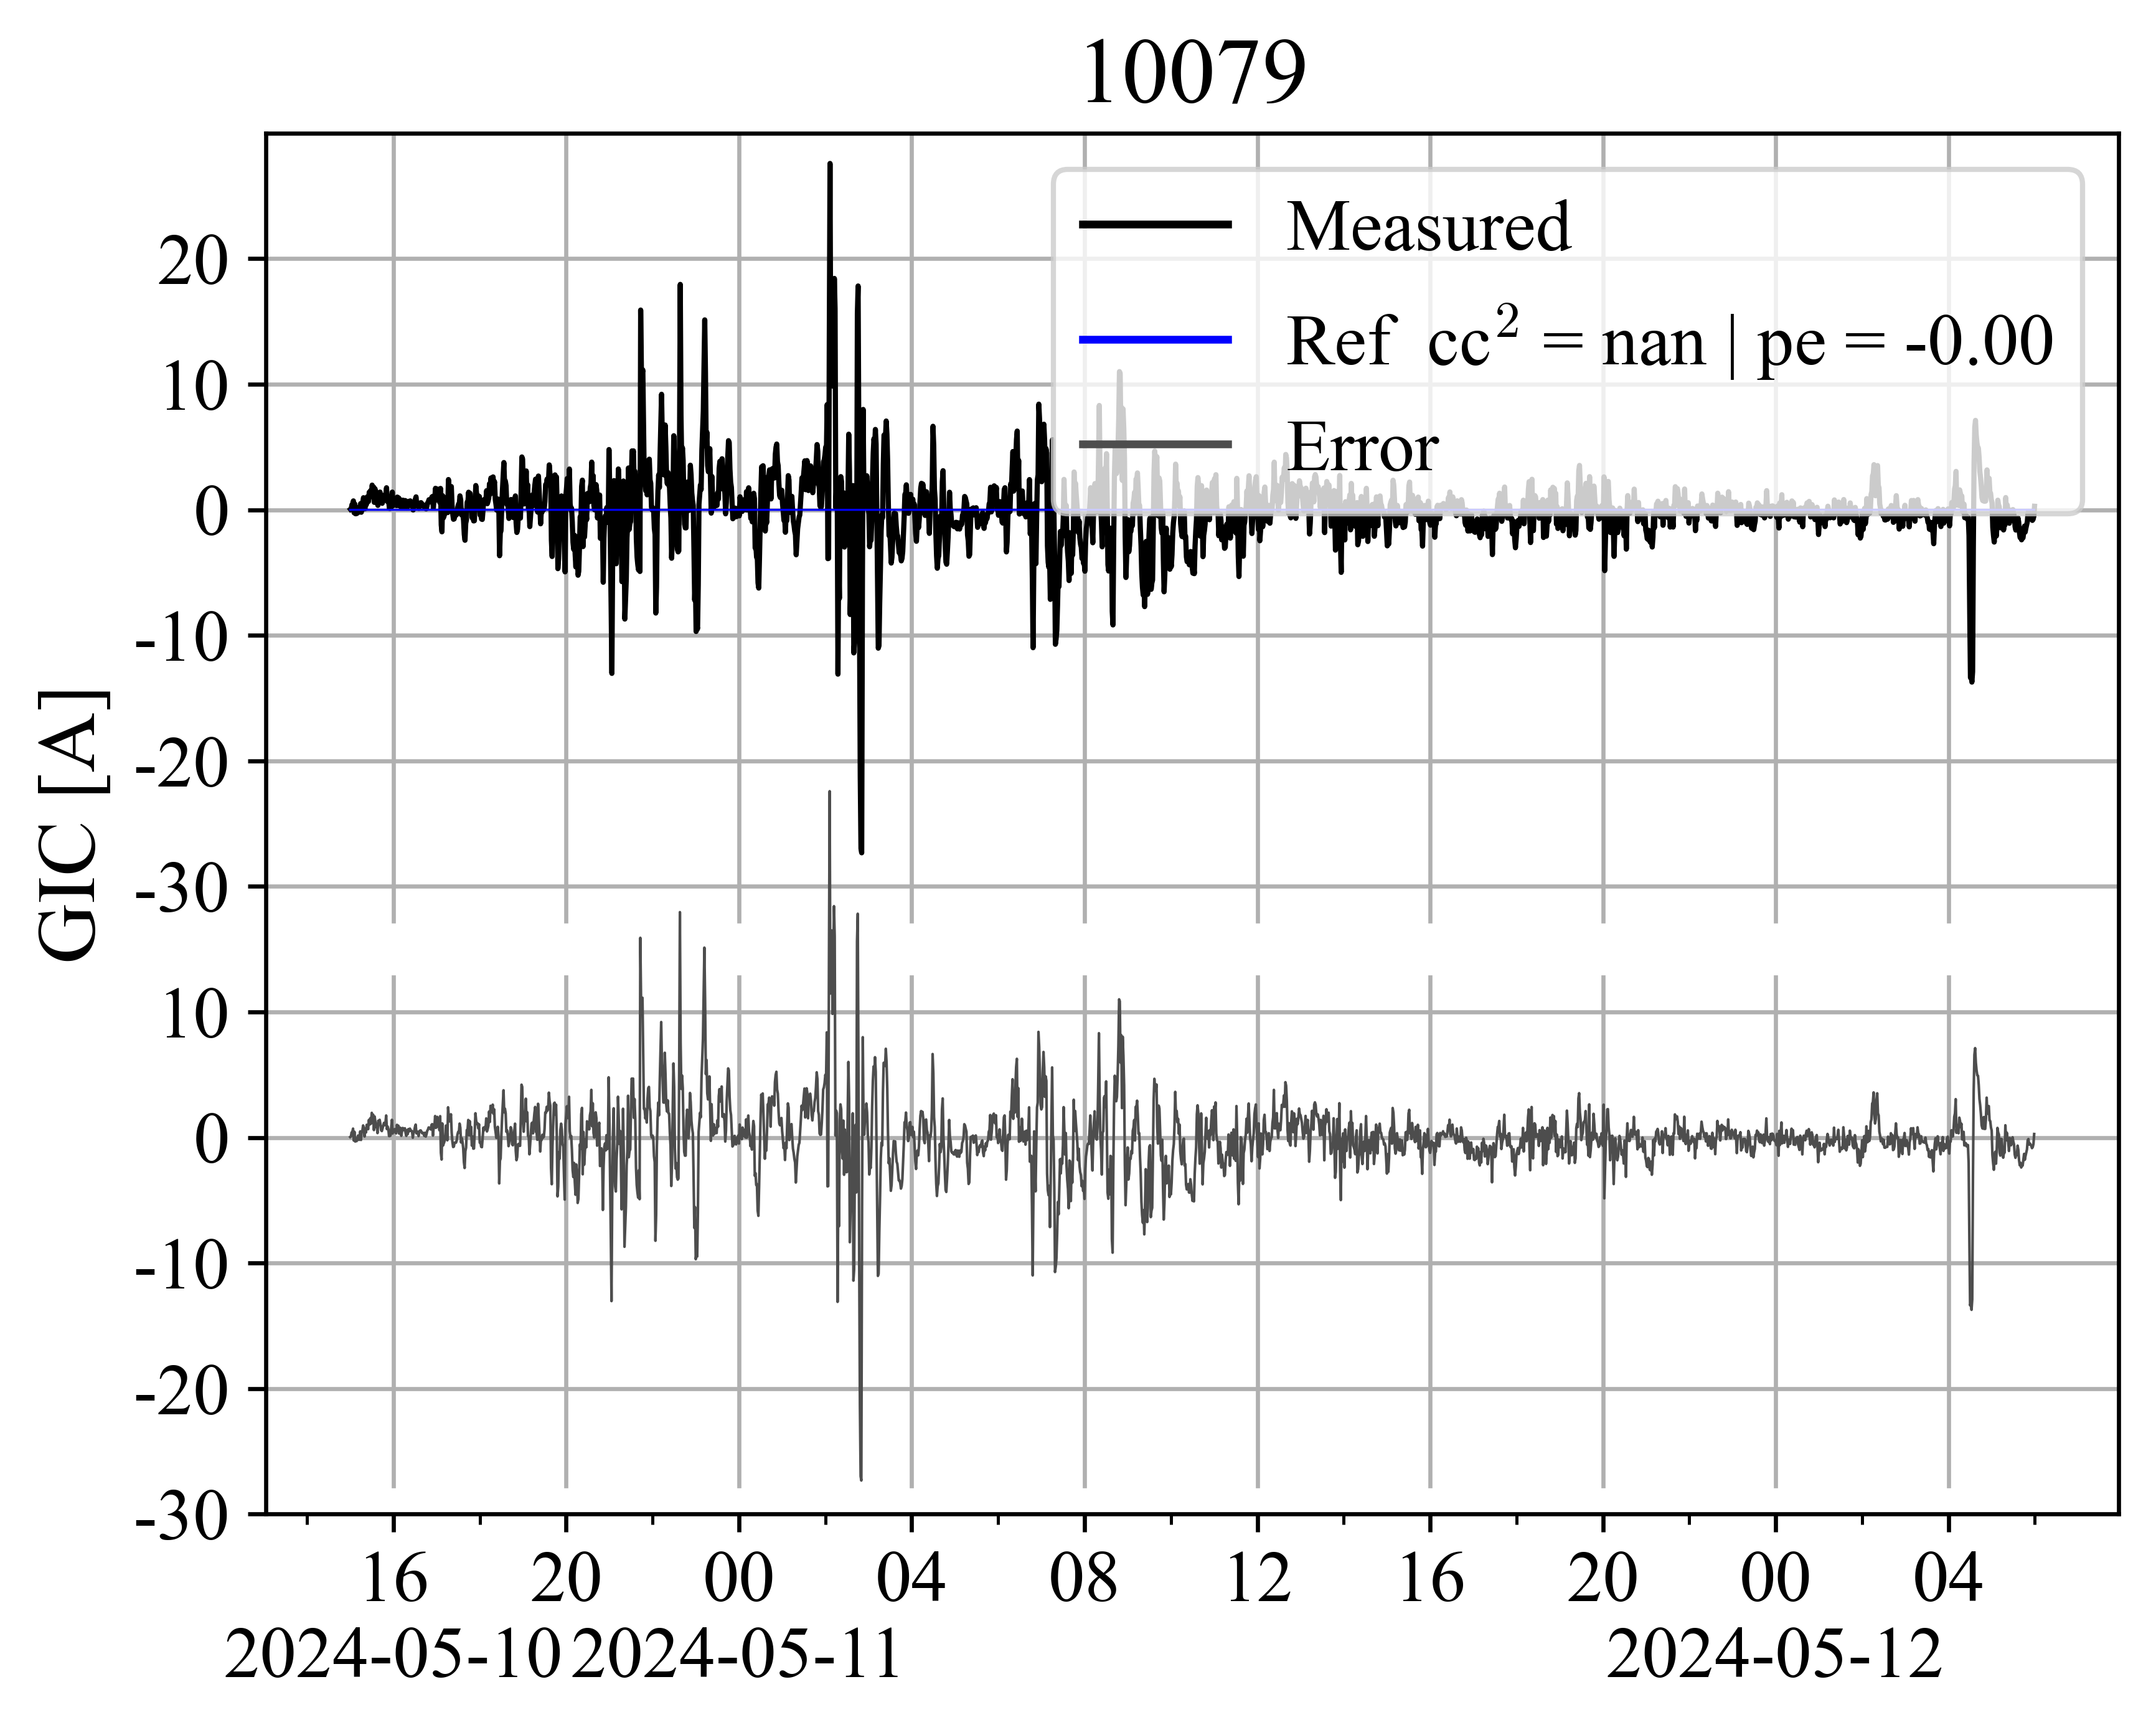 10079
Measured
Ref cc² = nan | pe = -0.00
Error
GIC [A]
20
10
0
-10
-20
-30
10
0
-10
-20
-30
16 20 00 04 08 12 16 20 00 04
2024-05-10 2024-05-11 2024-05-12